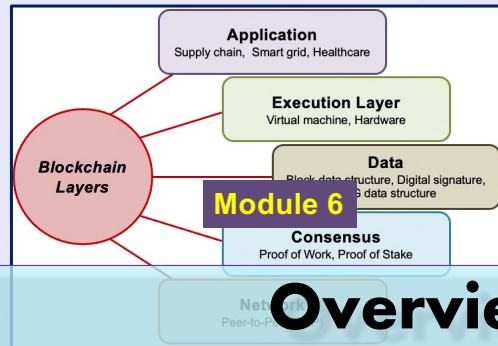 Application
Supply chain, Smart grid, Healthcare
Execution Layer
Virtual machine, Hardware
Blockchain
Layers
Data
Block data structure, Digital signature,
data structure
Module 6
Consensus
Proof of Work, Proof of Stake
Network
Overvie